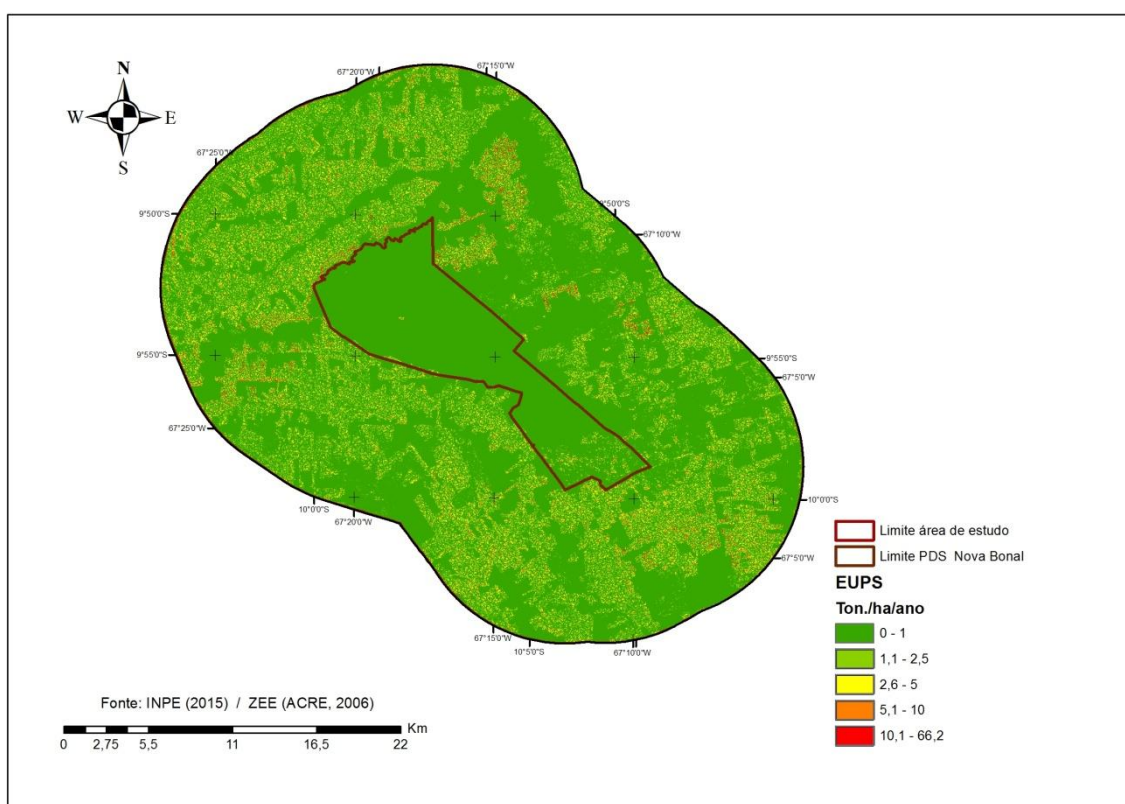 N
W E
S
67°20'0"W
67°15'0"W
67°25'0"W
9°50'0"S
9°50'0"S
67°10'0"W
9°55'0"S
9°55'0"S
67°5'0"W
67°25'0"W
10°0'0"S
67°20'0"W
10°0'0"S
67°5'0"W
67°15'0"W
10°5'0"S
67°10'0"W
Limite área de estudo
Limite PDS Nova Bonal
EUPS
Ton./ha/ano
0 - 1
1,1 - 2,5
2,6 - 5
5,1 - 10
10,1 - 66,2
Fonte: INPE (2015) / ZEE (ACRE, 2006)
Km
0 2,75 5,5 11 16,5 22